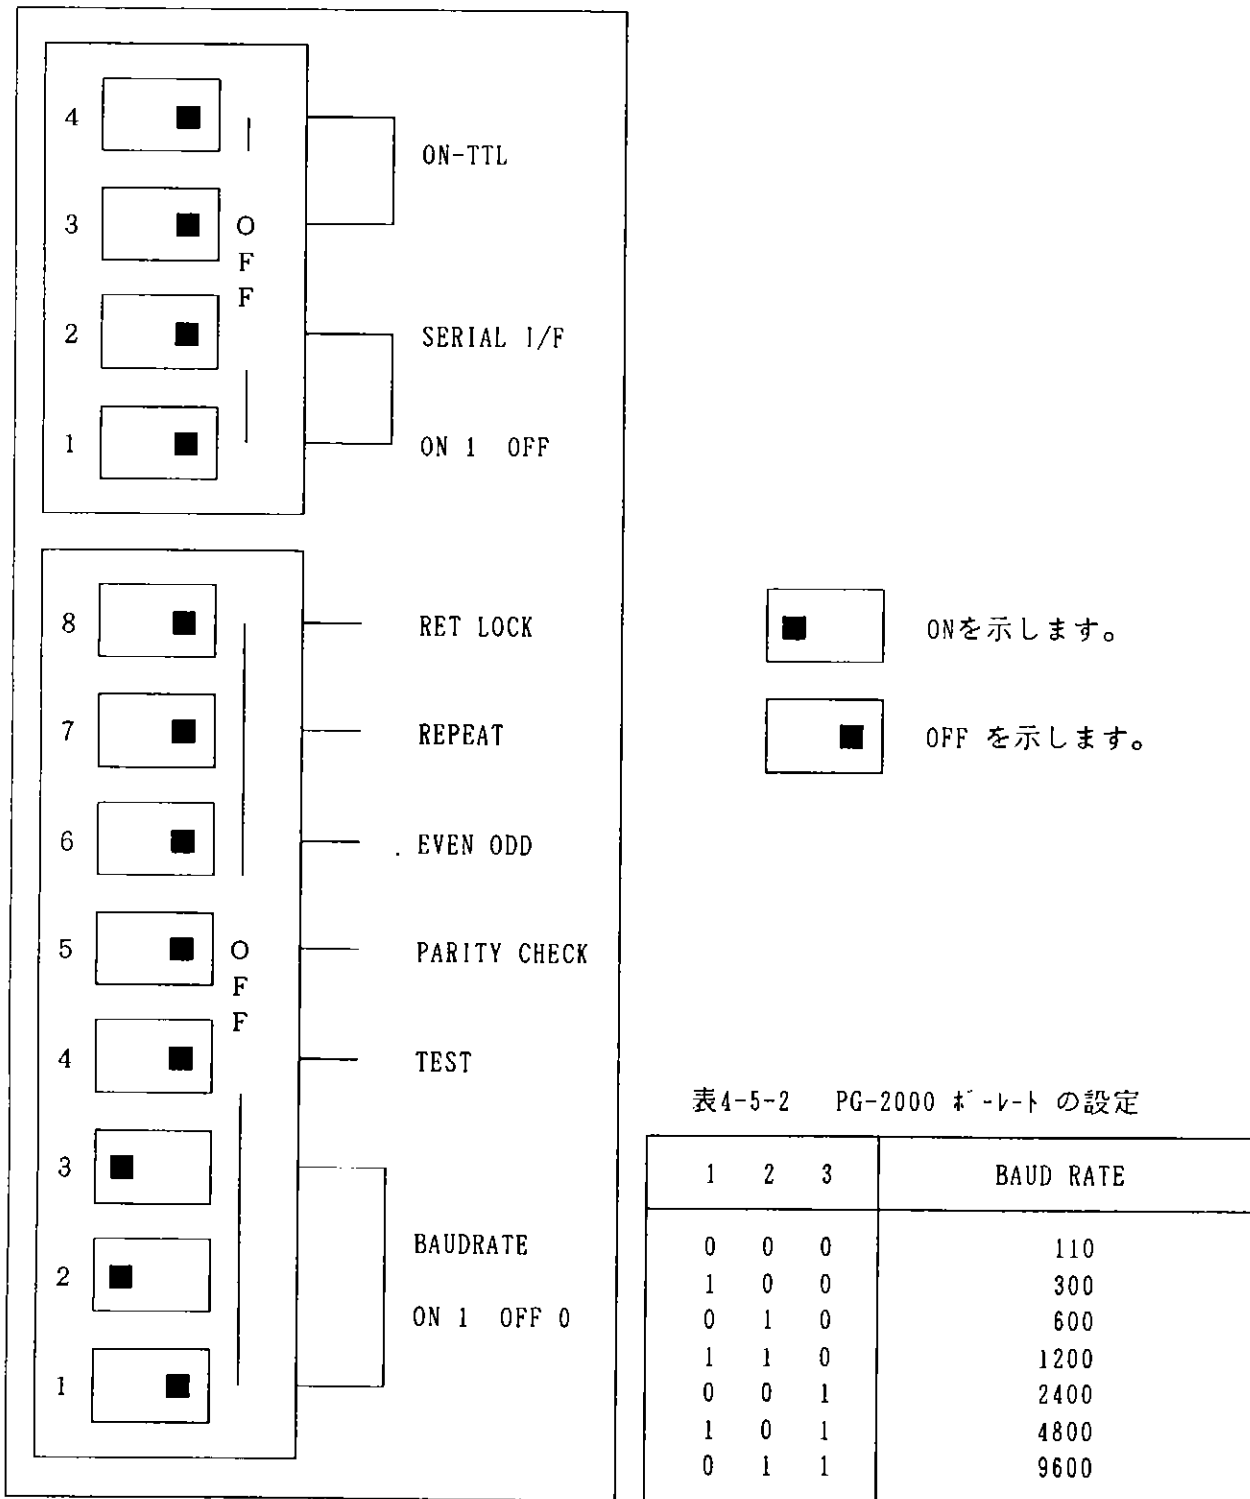 4
ON-TTL
3
O
F
F
2
SERIAL I/F
1
ON 1 OFF
8
RET LOCK
7
REPEAT
6
EVEN ODD
5
O
F
F
PARITY CHECK
4
TEST
3
2
BAUDRATE
ON 1 OFF 0
1
ONを示します。
OFF を示します。
表4-5-2 PG-2000 ボーレート の設定
1 2 3 BAUD RATE
0 0 0 110
1 0 0 300
0 1 0 600
1 1 0 1200
0 0 1 2400
1 0 1 4800
0 1 1 9600